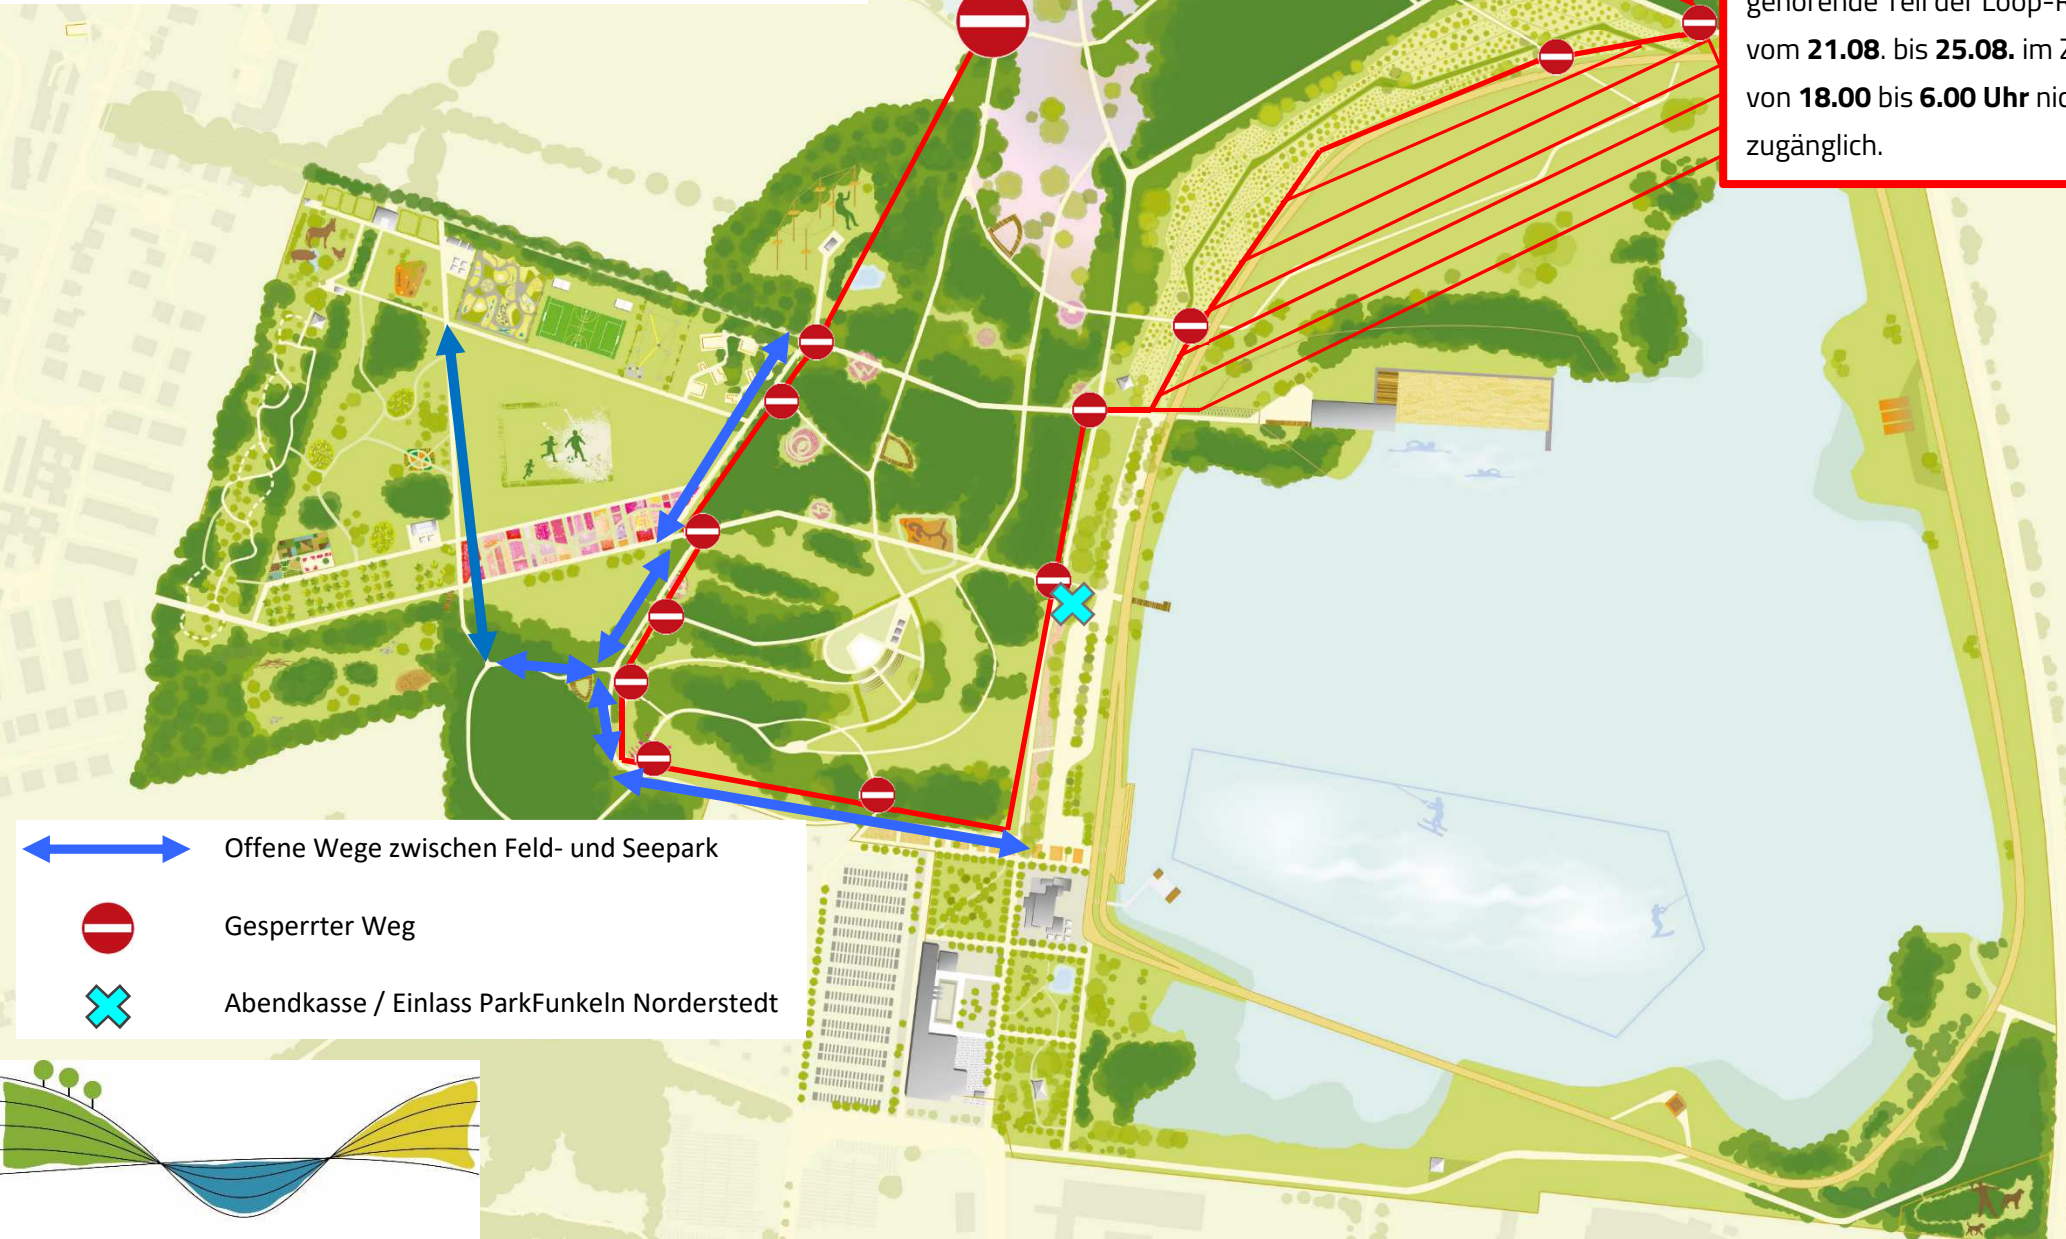 gehörende Teil der Loop-R
vom 21.08. bis 25.08. im Z
von 18.00 bis 6.00 Uhr nic
zugänglich.
Offene Wege zwischen Feld- und Seepark
Gesperrter Weg
Abendkasse / Einlass ParkFunkeln Norderstedt